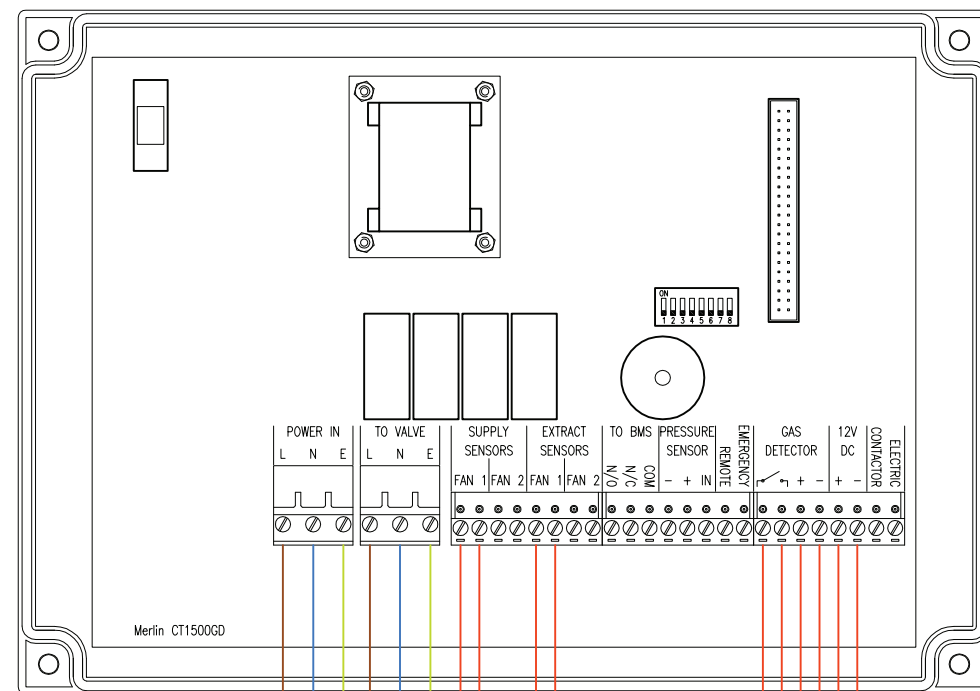 ON
1 2 3 4 5 6 7 8
POWER IN
L N E
TO VALVE
L N E
SUPPLY
SENSORS
FAN 1 FAN 2
EXTRACT
SENSORS
FAN 1 FAN 2
TO BMS
N/O
N/C
COM
PRESSURE
SENSOR
- + IN
REMOTE
EMERGENCY
GAS
DETECTOR
+ -
12V
DC
+ -
CONTACTOR
ELECTRIC
Merlin CT1500GD